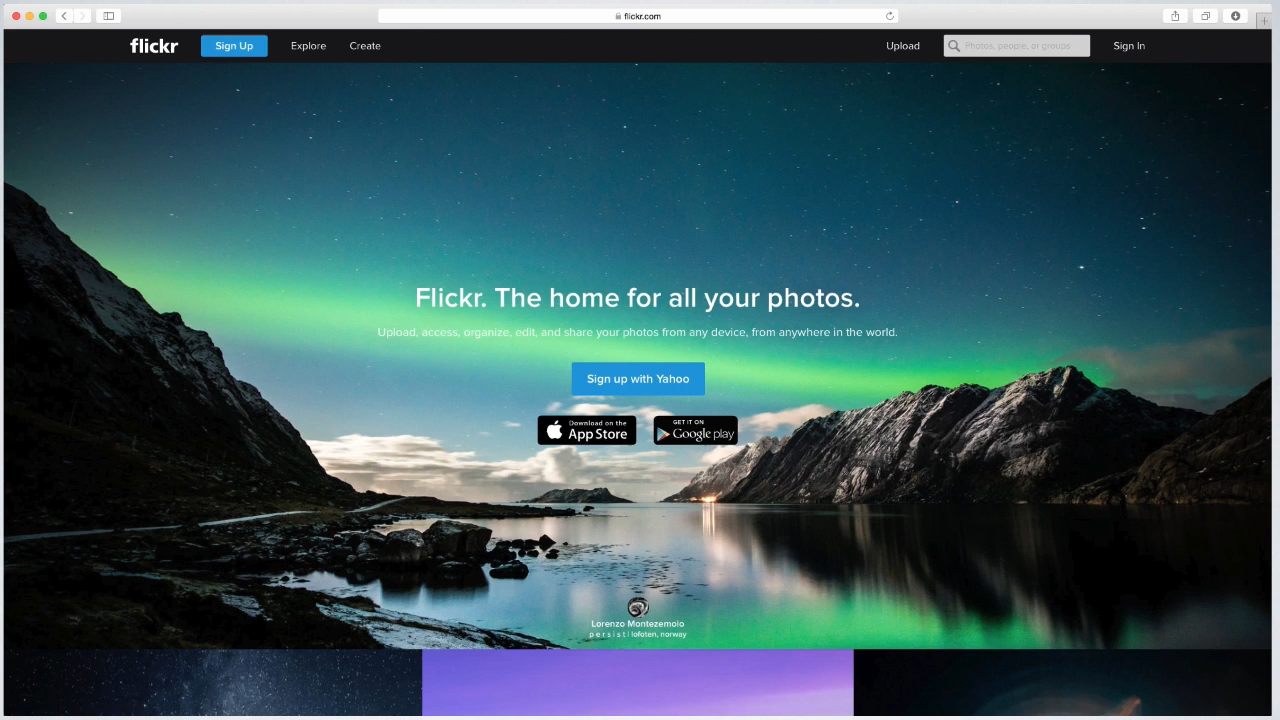 flickr.com
flickr
Sign Up
Explore
Create
Upload
Photos, people, or groups
Sign In
Flickr. The home for all your photos.
Upload, access, organize, edit, and share your photos from any device, from anywhere in the world.
Sign up with Yahoo
Download on the
App Store
GET IT ON
Google play
Lorenzo Montezemolo
p e r s i s t | lofoten, norway